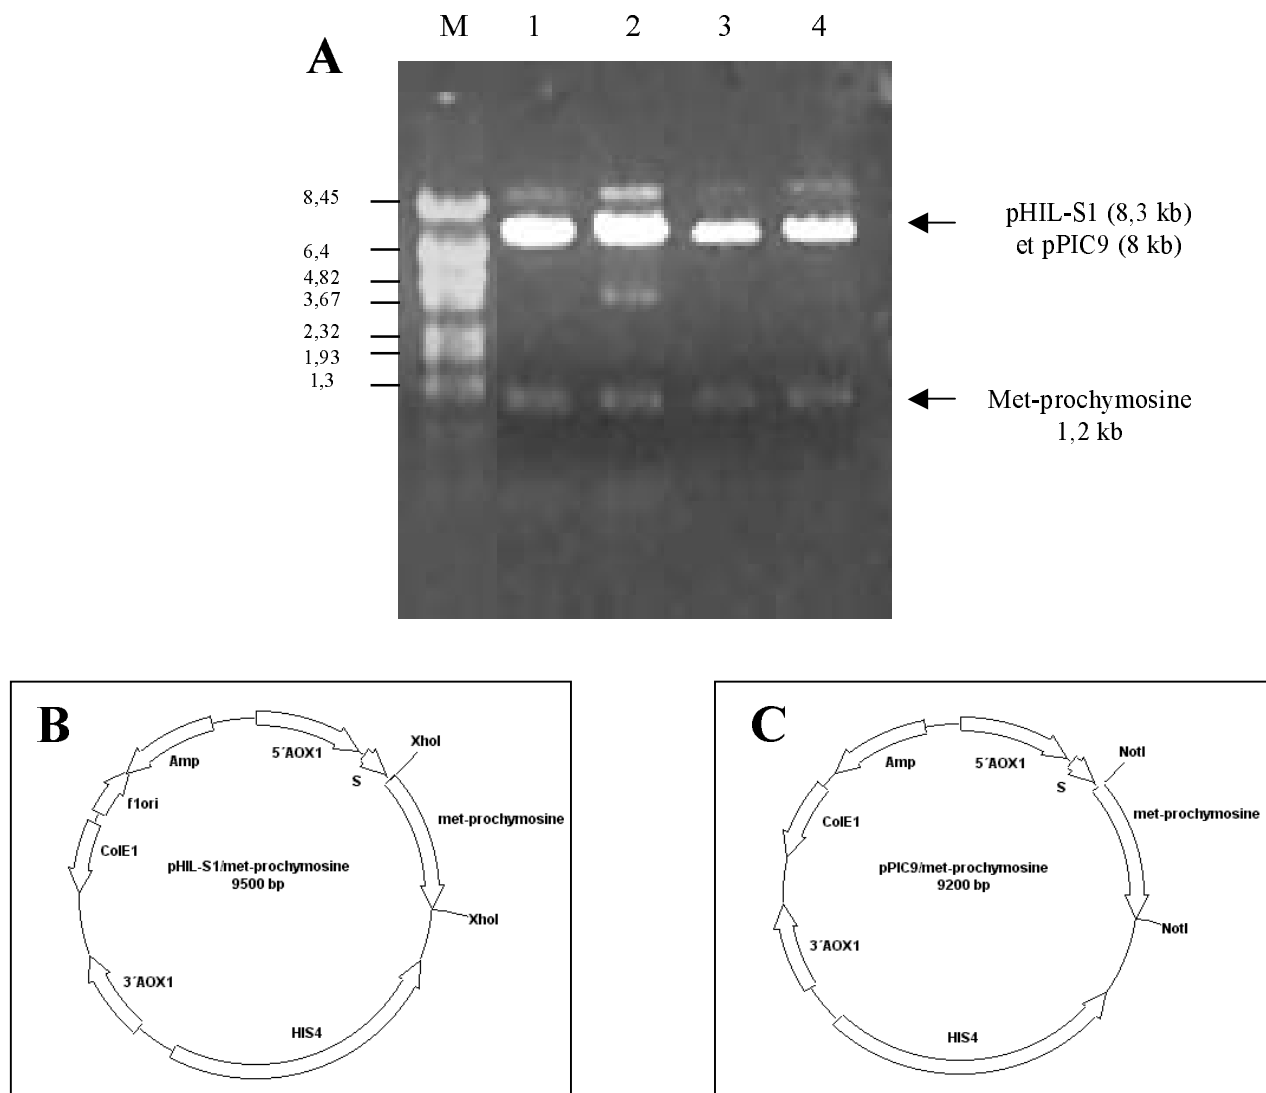 M 1 2 3 4
A
8,45
6,4
4,82
3,67
2,32
1,93
1,3
pHIL-S1 (8,3 kb)
et pPIC9 (8 kb)
Met-prochymosine
1,2 kb
B
Amp
5´AOX1
S
XhoI
f1ori
ColE1
met-prochymosine
pHIL-S1/met-prochymosine
9500 bp
XhoI
3´AOX1
HIS4
C
Amp
5´AOX1
S
NotI
ColE1
met-prochymosine
pPIC9/met-prochymosine
9200 bp
NotI
3´AOX1
HIS4